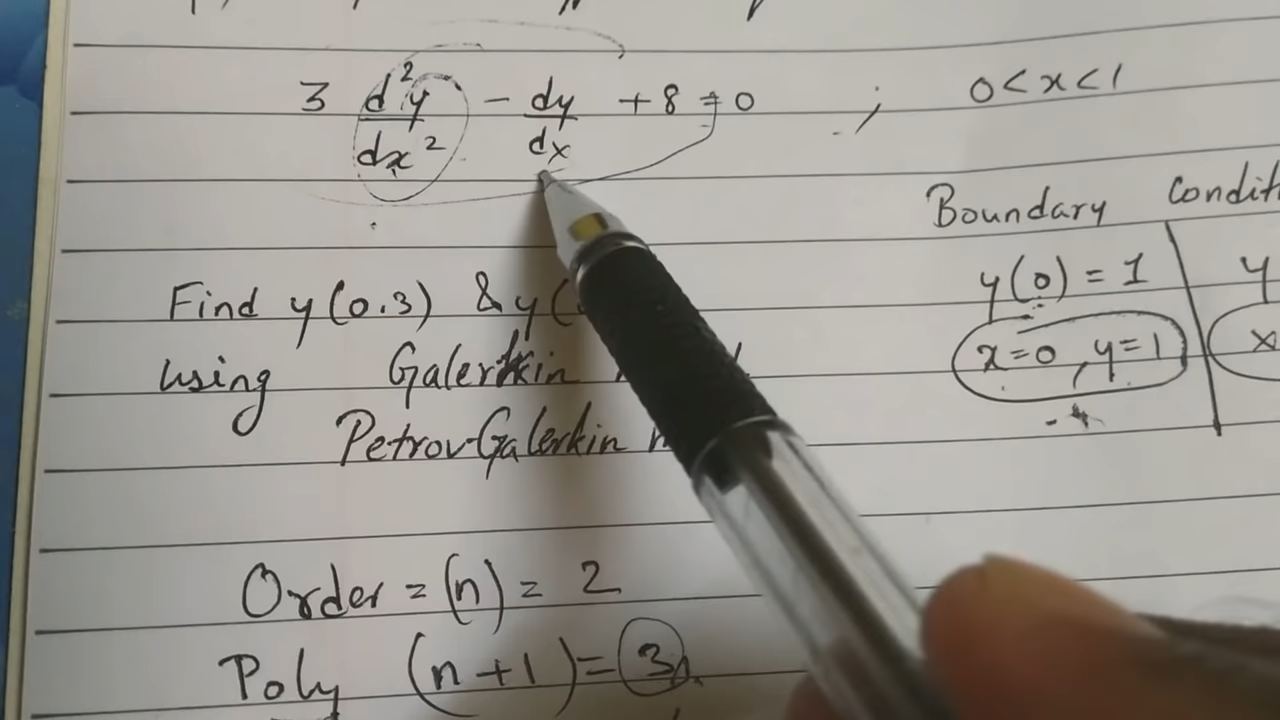 3 d²y/dx² - dy/dx + 8 = 0 ; 0<x<1
Boundary
y(0) = 1 y
x=0, y=1 x
Find y(0.3) & y(
using Galerkin
Petrov-Galerkin
Order = (n) = 2
Poly (n+1) = 3